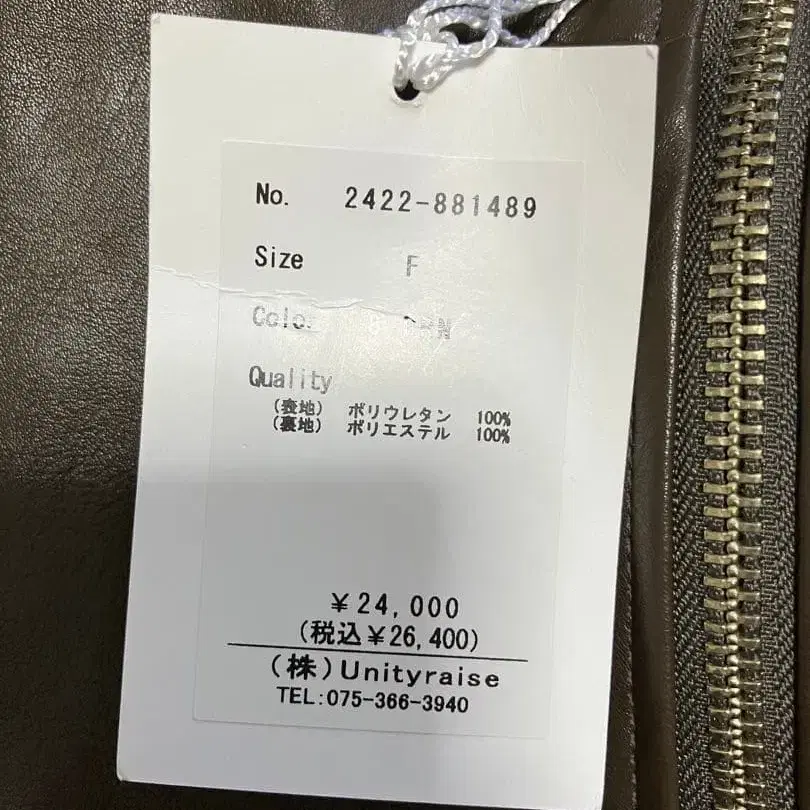 No. 2422-881489
Size F
Quality
(表地) ポリウレタン 100%
(裏地) ポリエステル 100%
¥24,000
(税込¥26,400)
(株)Unityraise
TEL:075-366-3940